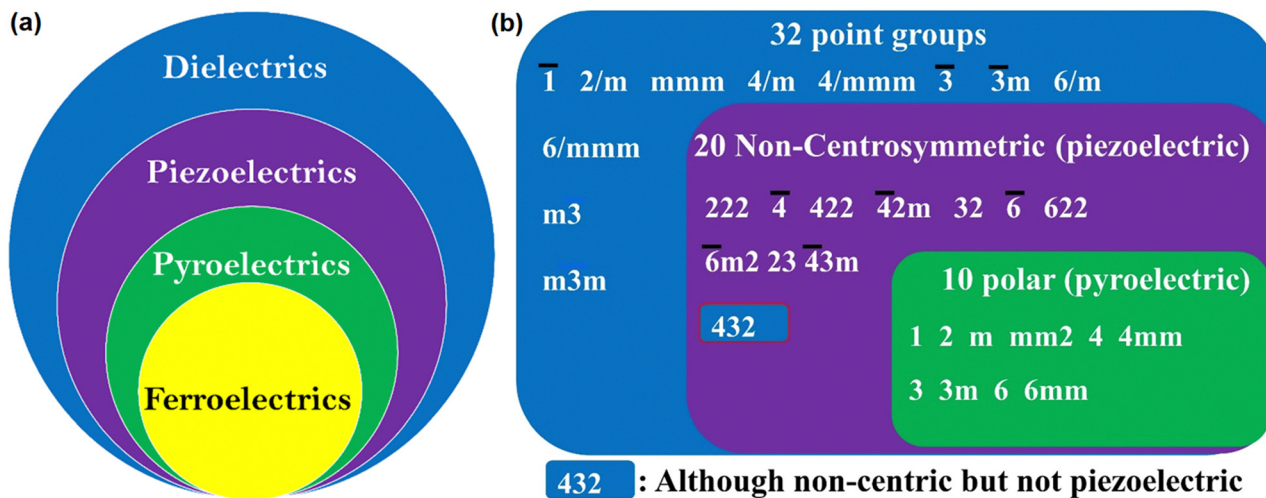 (a)
Dielectrics
Piezoelectrics
Pyroelectrics
Ferroelectrics
(b)
32 point groups
1̅ 2/m mmm 4/m 4/mmm 3̅ 3̅m 6/m
6/mmm
m3
m3m
20 Non-Centrosymmetric (piezoelectric)
222 4̅ 422 4̅2m 32 6̅ 622
6̅m2 23 4̅3m
432
10 polar (pyroelectric)
1 2 m mm2 4 4mm
3 3m 6 6mm
432 : Although non-centric but not piezoelectric